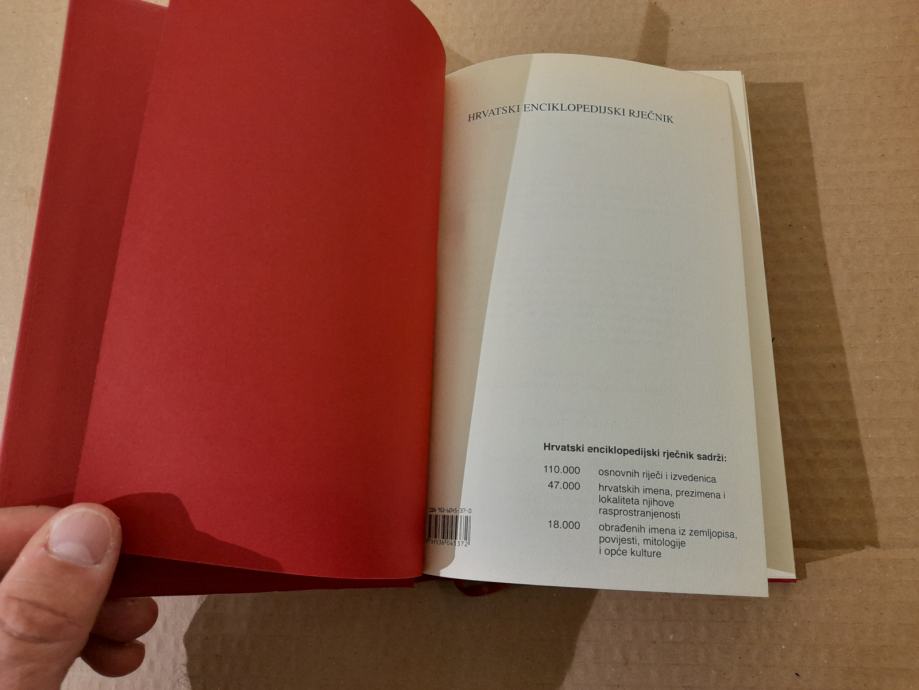 HRVATSKI ENCIKLOPEDIJSKI RJEČNIK
Hrvatski enciklopedijski rječnik sadrži:
110.000 osnovnih riječi i izvedenica
47.000 hrvatskih imena, prezimena i
lokaliteta njihove
rasprostranjenosti
18.000 obrađenih imena iz zemljopisa,
povijesti, mitologije
i opće kulture